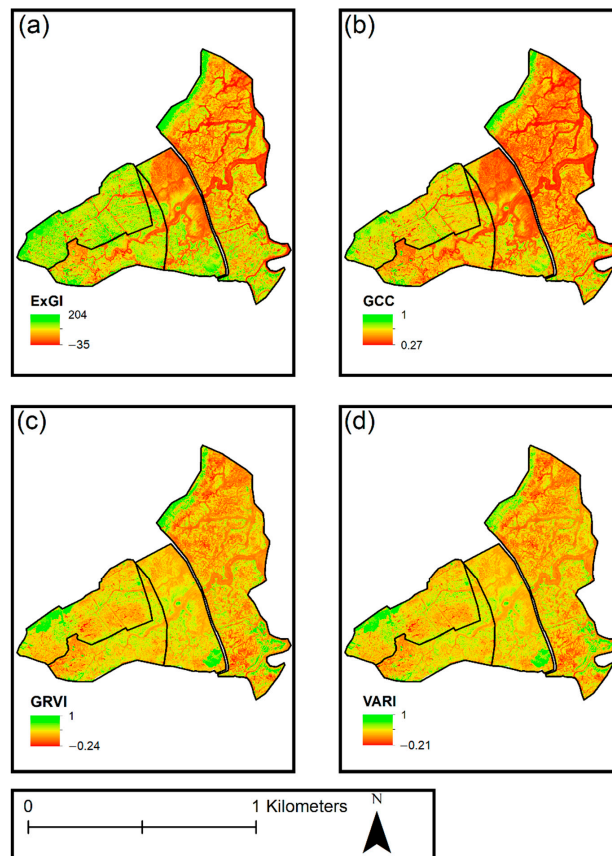 (a)
ExGI
204
−35
(b)
GCC
1
0.27
(c)
GRVI
1
−0.24
(d)
VARI
1
−0.21
0 1 Kilometers
N